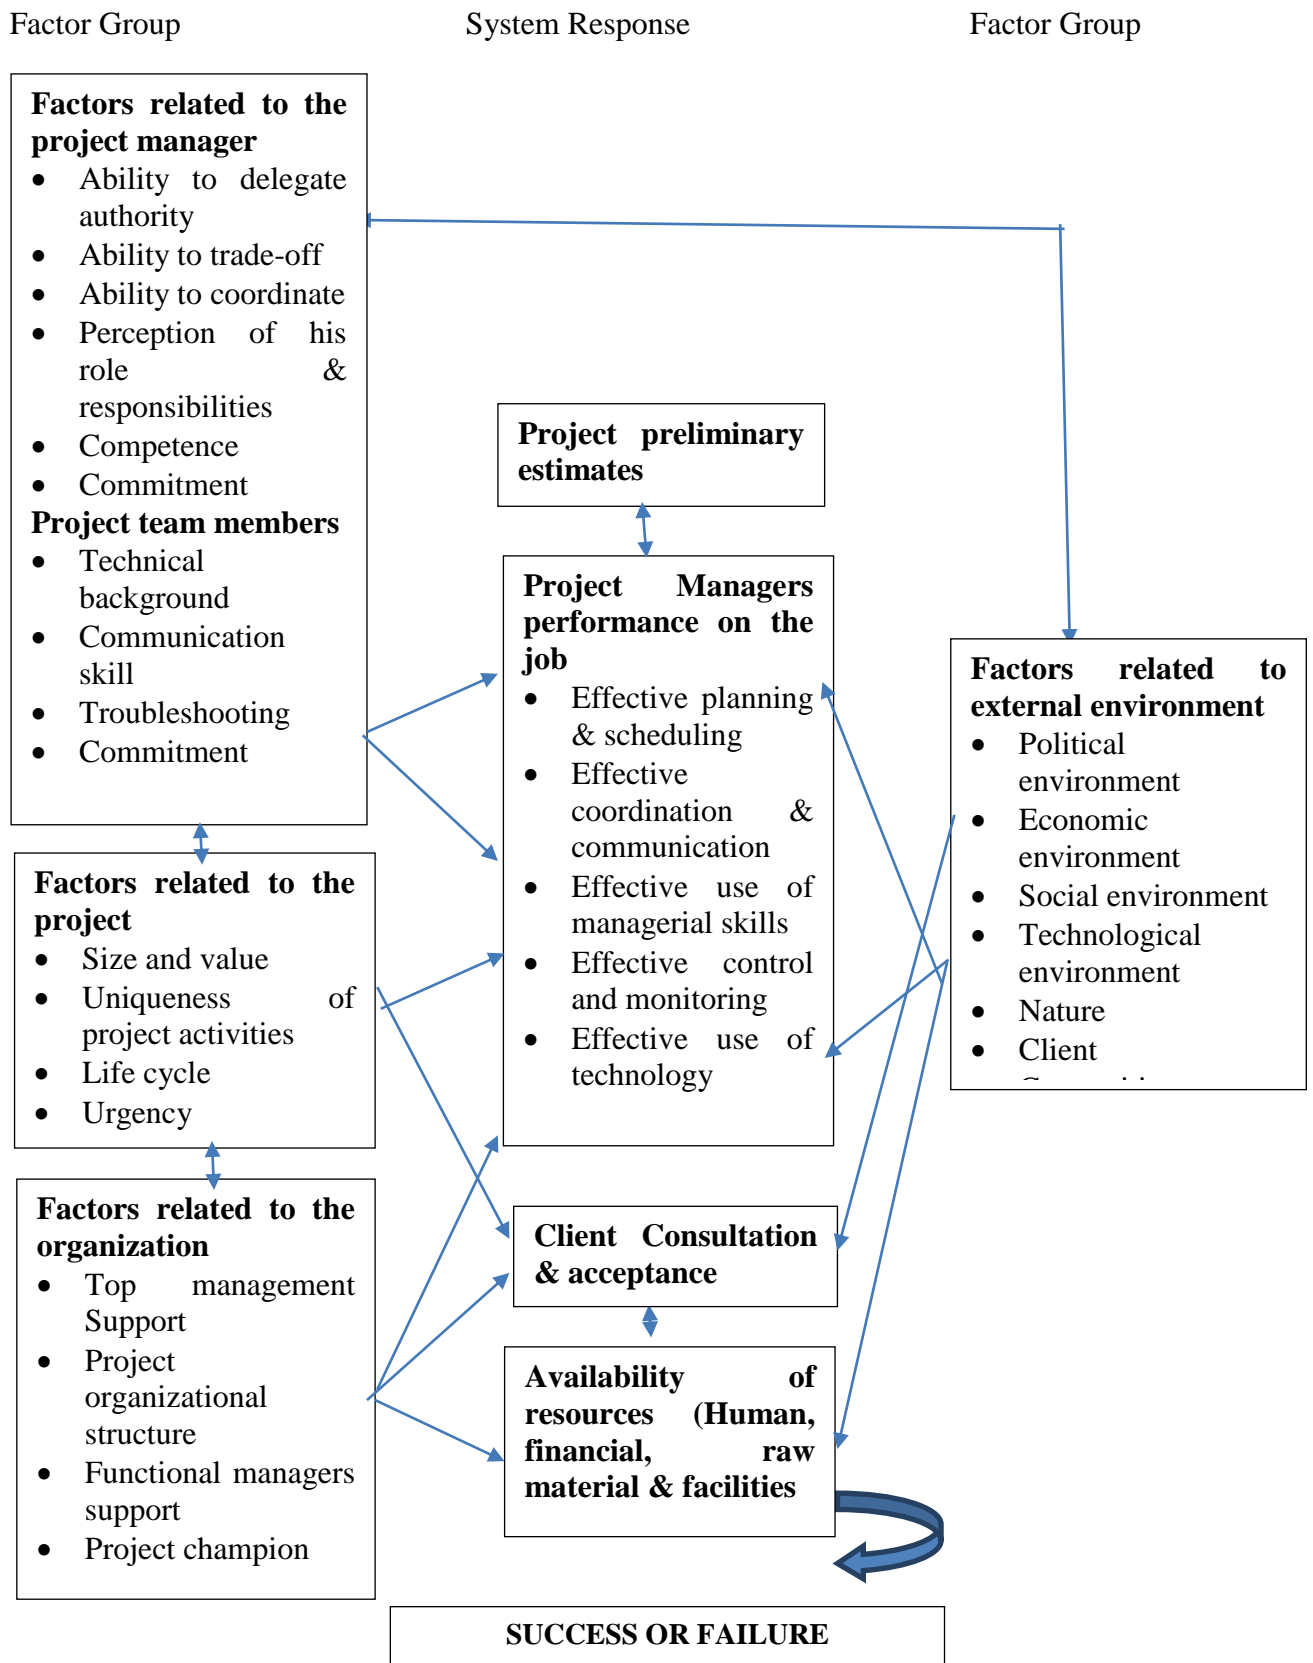 Factor Group
System Response
Factor Group
Factors related to the
project manager
• Ability to delegate
authority
• Ability to trade-off
• Ability to coordinate
• Perception of his
role &
responsibilities
• Competence
• Commitment
Project team members
• Technical
background
• Communication
skill
• Troubleshooting
• Commitment
Factors related to the
project
• Size and value
• Uniqueness of
project activities
• Life cycle
• Urgency
Factors related to the
organization
• Top management
Support
• Project
organizational
structure
• Functional managers
support
• Project champion
Project preliminary
estimates
Project Managers
performance on the
job
• Effective planning
& scheduling
• Effective
coordination &
communication
• Effective use of
managerial skills
• Effective control
and monitoring
• Effective use of
technology
Client Consultation
& acceptance
Availability of
resources (Human,
financial, raw
material & facilities
Factors related to
external environment
• Political
environment
• Economic
environment
• Social environment
• Technological
environment
• Nature
• Client
SUCCESS OR FAILURE